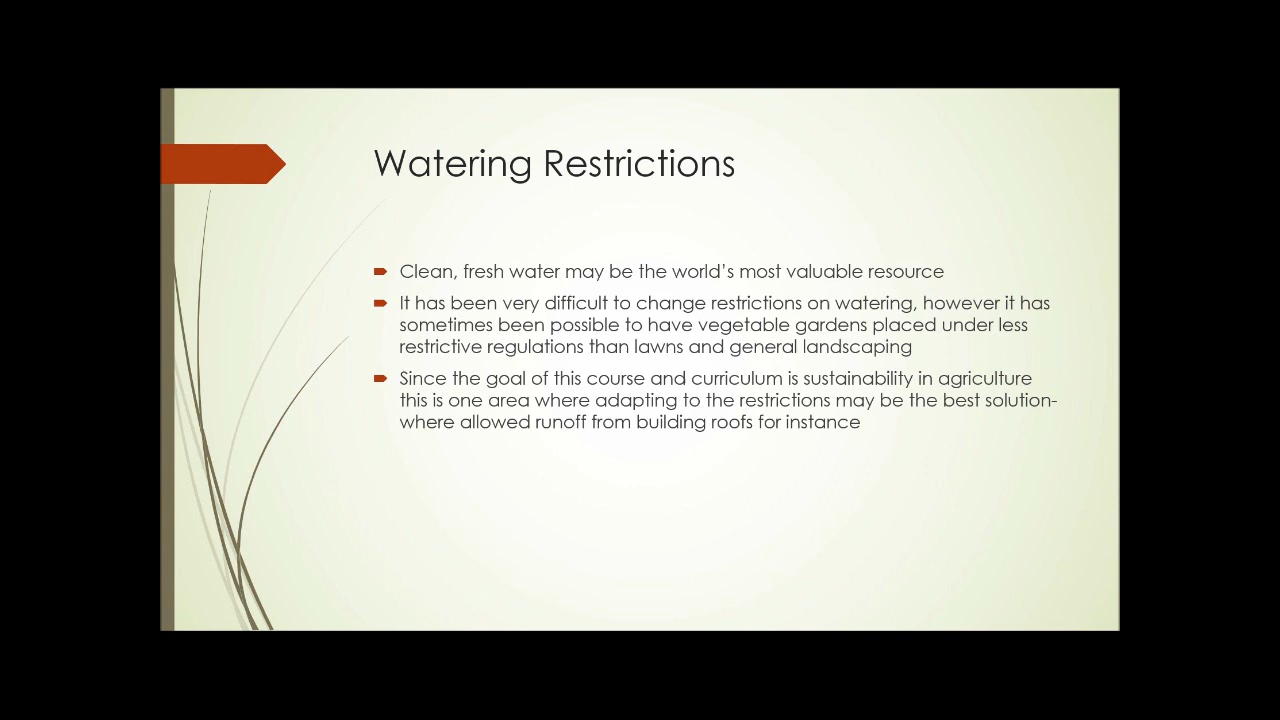 Watering Restrictions
Clean, fresh water may be the world’s most valuable resource
It has been very difficult to change restrictions on watering, however it has
sometimes been possible to have vegetable gardens placed under less
restrictive regulations than lawns and general landscaping
Since the goal of this course and curriculum is sustainability in agriculture
this is one area where adapting to the restrictions may be the best solution-
where allowed runoff from building roofs for instance